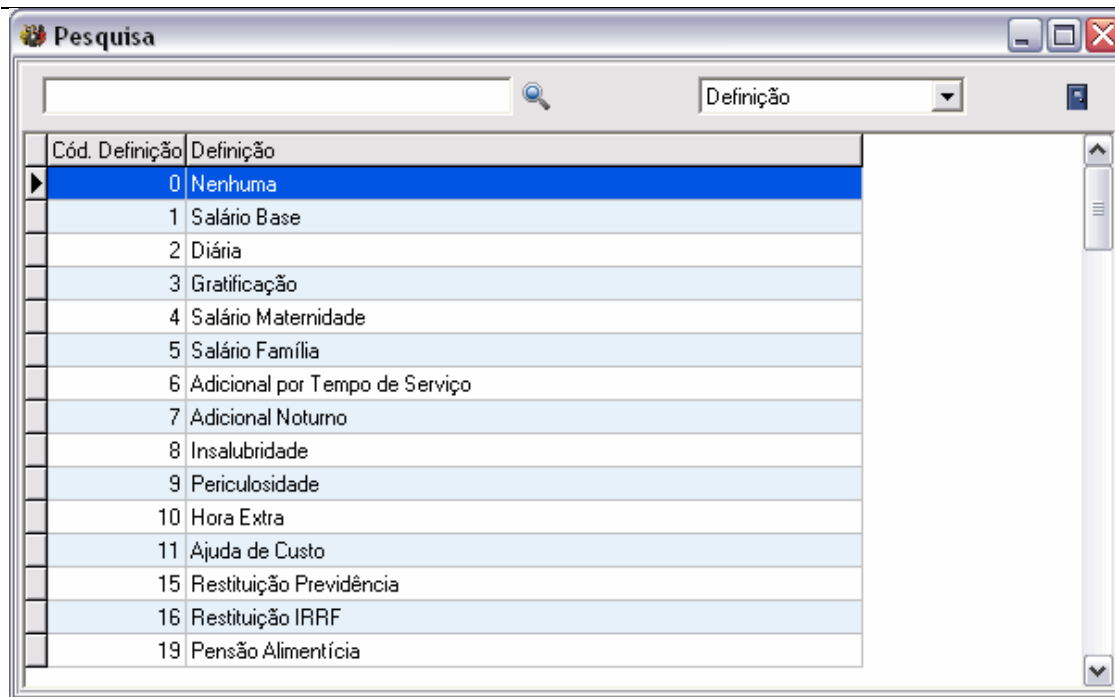 Pesquisa
Definição
Cód. Definição Definição
0 Nenhuma
1 Salário Base
2 Diária
3 Gratificação
4 Salário Maternidade
5 Salário Família
6 Adicional por Tempo de Serviço
7 Adicional Noturno
8 Insalubridade
9 Periculosidade
10 Hora Extra
11 Ajuda de Custo
15 Restituição Previdência
16 Restituição IRRF
19 Pensão Alimentícia